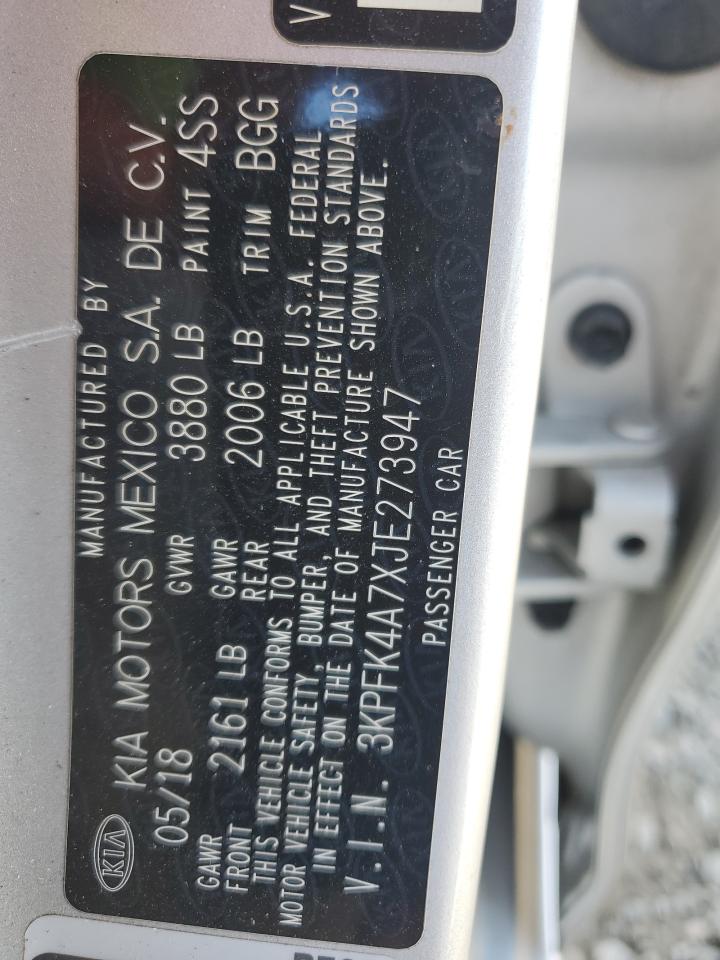 MANUFACTURED BY
KIA KIA MOTORS MEXICO S.A. DE C.V.
05/18 GVWR 3880 LB PAINT 4SS
GAWR FRONT 2161 LB GAWR REAR 2006 LB TRIM BGG
THIS VEHICLE CONFORMS TO ALL APPLICABLE U.S.A. FEDERAL
MOTOR VEHICLE SAFETY, BUMPER, AND THEFT PREVENTION STANDARDS
IN EFFECT ON THE DATE OF MANUFACTURE SHOWN ABOVE.
V.I.N. 3KPFK4A7XJE273947
PASSENGER CAR